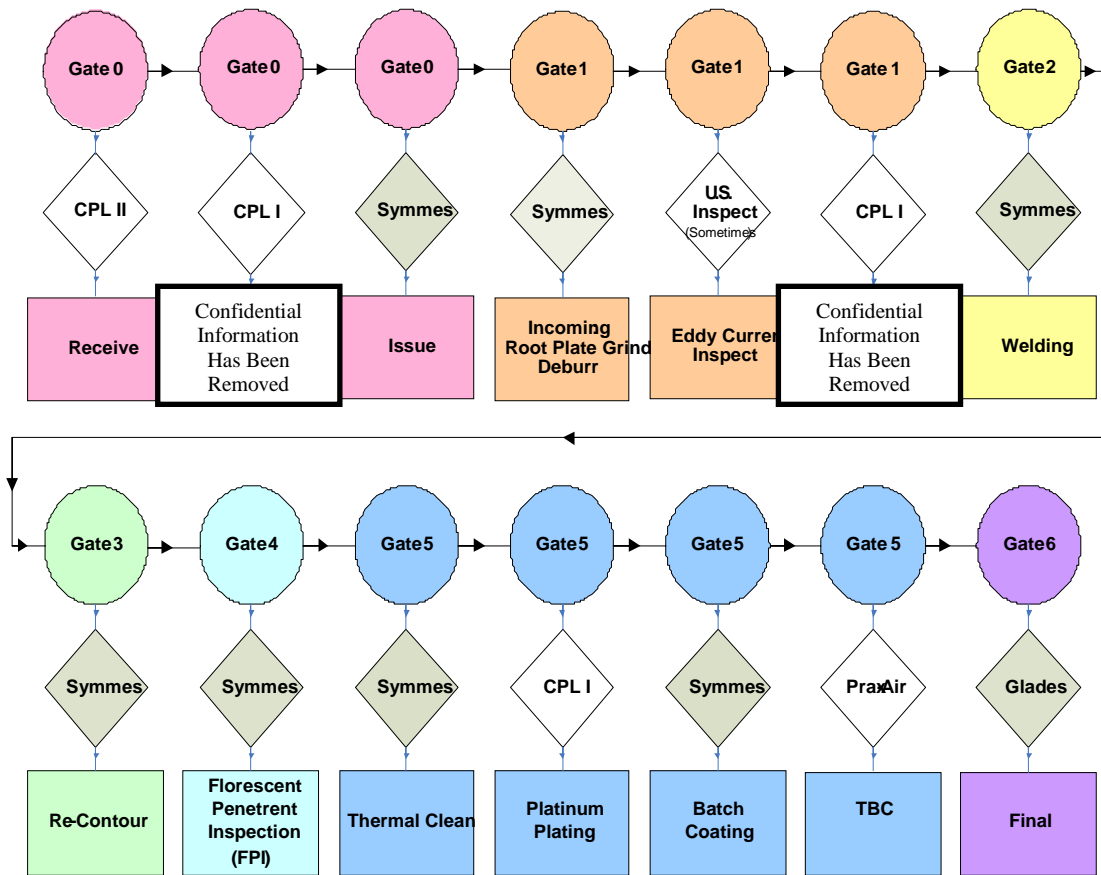 Gate 0
Gate 0
Gate 0
Gate 1
Gate 1
Gate 1
Gate 2
CPL II
CPL I
Symmes
Symmes
U.S.
Inspect
(Sometimes)
CPL I
Symmes
Receive
Confidential
Information
Has Been
Removed
Issue
Incoming
Root Plate Grind
Deburr
Eddy Curren
Inspect
Confidential
Information
Has Been
Removed
Welding
Gate 3
Gate 4
Gate 5
Gate 5
Gate 5
Gate 5
Gate 6
Symmes
Symmes
Symmes
CPL I
Symmes
PraxAir
Glades
Re-Contour
Florescent
Penetrent
Inspection
(FPI)
Thermal Clean
Platinum
Plating
Batch
Coating
TBC
Final